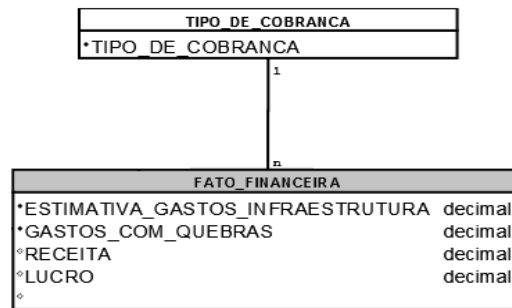 TIPO_DE_COBRANCA
TIPO_DE_COBRANCA
1
n
FATO_FINANCEIRA
ESTIMATIVA_GASTOS_INFRAESTRUTURA decimal
GASTOS_COM_QUEBRAS decimal
RECEITA decimal
LUCRO decimal